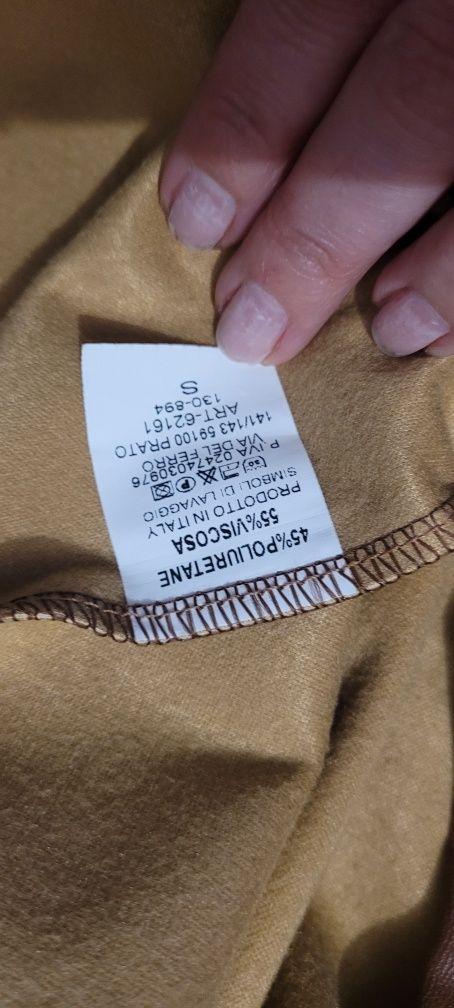 45%POLIURETANE
55%VISCOSA
PRODOTTO IN ITALY
SIMBOLI DI LAVAGGIO
P.IVA 02474030976
VIA DEL FERRO
141/143 59100 PRATO
ART-62161
130-894
S